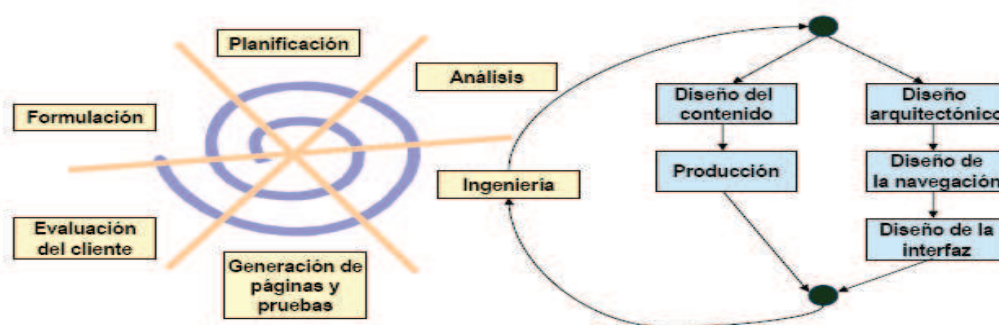 Planificación
Análisis
Formulación
Ingeniería
Evaluación
del cliente
Generación de
páginas y
pruebas
Diseño del
contenido
Producción
Diseño
arquitectónico
Diseño de
la navegación
Diseño de la
interfaz